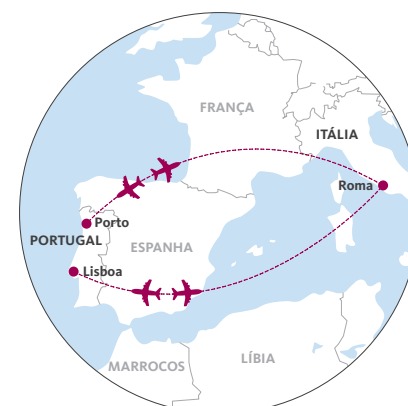 FRANÇA
ITÁLIA
Roma
Porto
PORTUGAL
ESPANHA
Lisboa
MARROCOS
LÍBIA